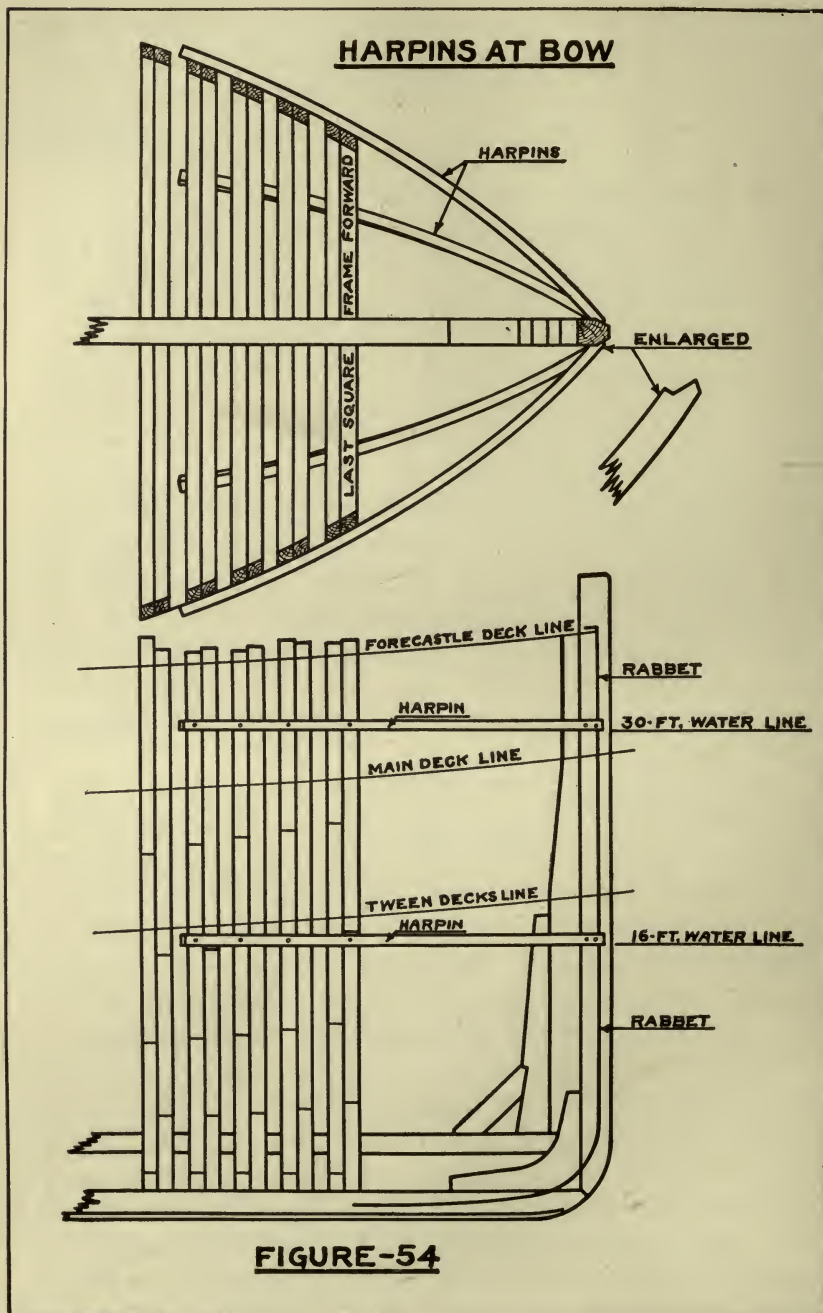 HARPINS AT BOW
HARPINS
LAST SQUARE FRAME FORWARD
ENLARGED
FORECASTLE DECK LINE
RABBET
HARPIN
30-FT. WATER LINE
MAIN DECK LINE
TWEEN DECKS LINE
HARPIN
16-FT. WATER LINE
RABBET
FIGURE-54